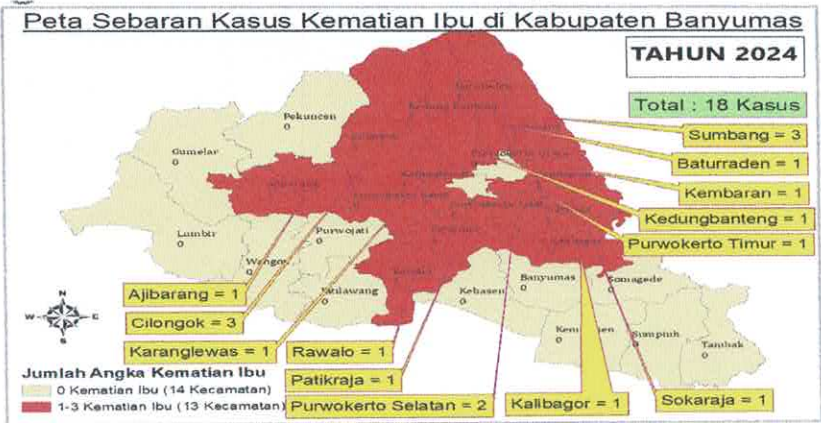 Peta Sebaran Kasus Kematian Ibu di Kabupaten Banyumas
TAHUN 2024
Total : 18 Kasus
Sumbang = 3
Baturraden = 1
Kembaran = 1
Kedungbanteng = 1
Purwokerto Timur = 1
Pekuncen
0
Gumelar
0
Lumbir
0
Purwojati
0
Wangon
0
0
Kebasen
0
Banyumas
0
Somagede
0
0
Sumpiuh
0
Tambak
0
Ajibarang = 1
Cilongok = 3
Karanglewas = 1
Rawalo = 1
Patikraja = 1
Purwokerto Selatan = 2
Kalibagor = 1
Sokaraja = 1
W
E
S
Jumlah Angka Kematian Ibu
0 Kematian Ibu (14 Kecamatan)
1-3 Kematian Ibu (13 Kecamatan)